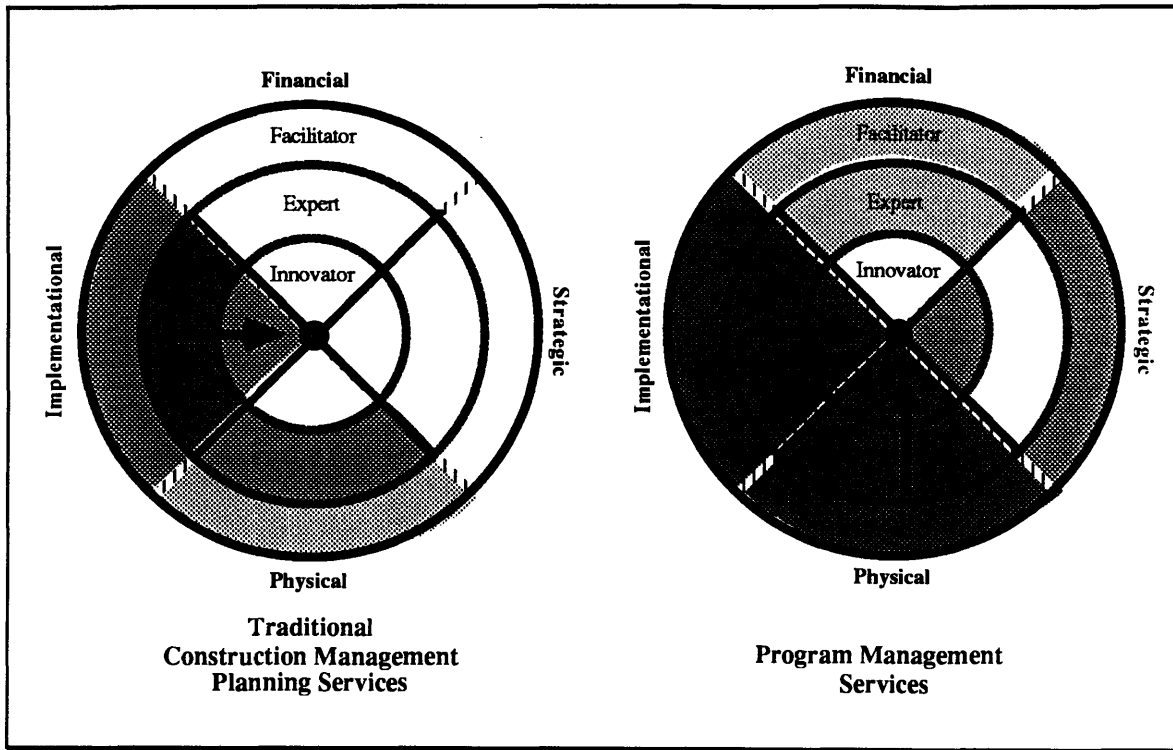 Financial
Facilitator
Expert
Innovator
Implementational
Strategic
Physical
Traditional
Construction Management
Planning Services
Financial
Facilitator
Expert
Innovator
Implementational
Strategic
Physical
Program Management
Services